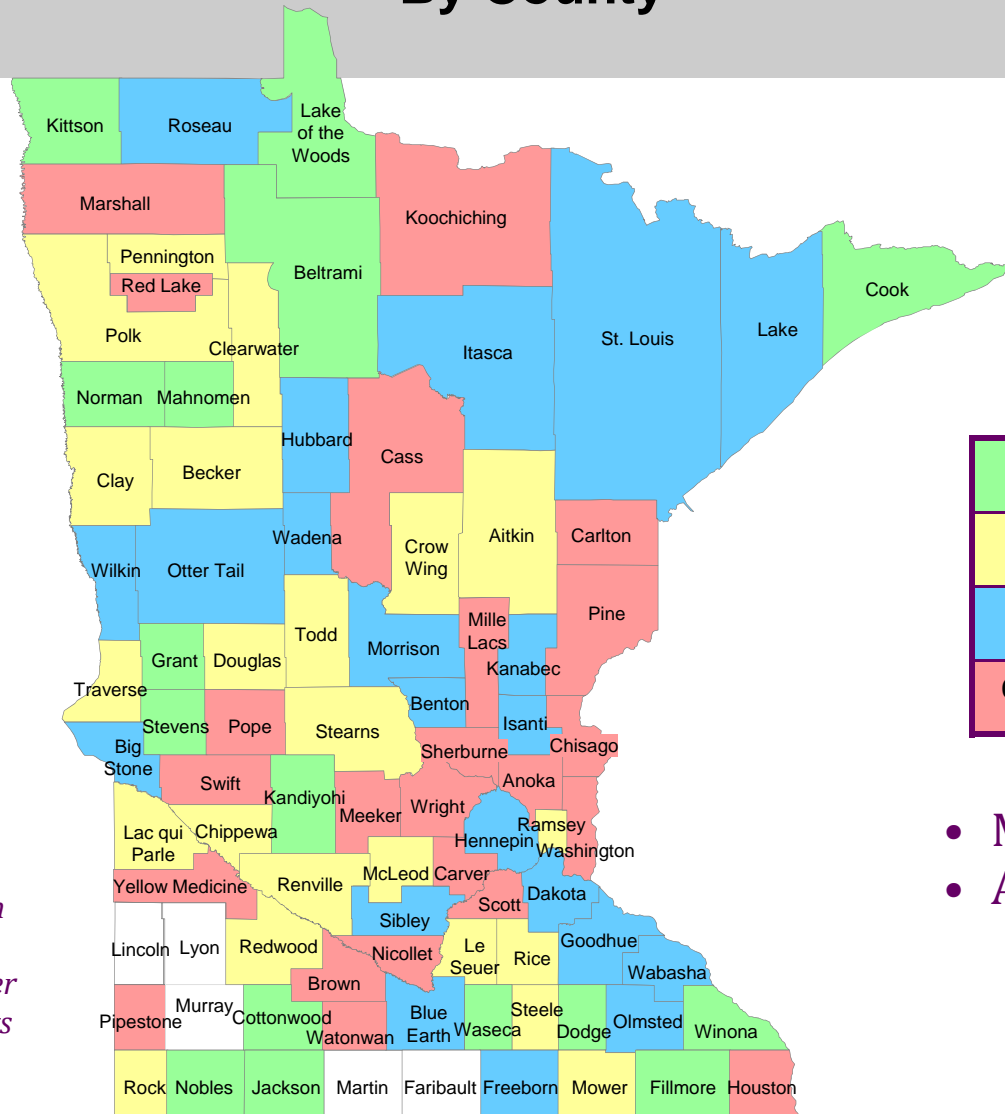 By County
Lake
of the
Woods
Kittson
Roseau
Marshall
Koochiching
Pennington
Beltrami
Red Lake
Cook
Polk
Clearwater
Itasca
St. Louis
Lake
Norman
Mahnomen
Hubbard
Cass
Clay
Becker
Wadena
Crow
Wing
Aitkin
Carlton
Wilkin
Otter Tail
Pine
Mille
Lacs
Todd
Morrison
Grant
Douglas
Kanabec
Traverse
Benton
Stevens
Pope
Stearns
Isanti
Big
Stone
Sherburne
Chisago
Swift
Kandiyohi
Anoka
Meeker
Wright
Lac qui
Parle
Chippewa
Hennepin
Ramsey
Washington
Yellow Medicine
Renville
McLeod
Carver
Dakota
Scott
Sibley
Lincoln
Lyon
Redwood
Nicollet
Le
Seuer
Rice
Goodhue
Wabasha
Brown
Pipestone
Murray
Cottonwood
Watonwan
Blue
Earth
Waseca
Steele
Dodge
Olmsted
Winona
Rock
Nobles
Jackson
Martin
Faribault
Freeborn
Mower
Fillmore
Houston